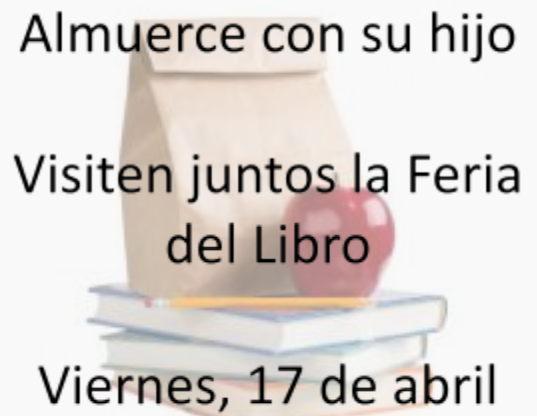 Almuerce con su hijo
Visiten juntos la Feria
del Libro
Viernes, 17 de abril